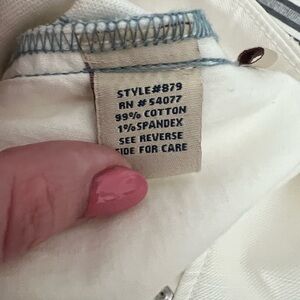 STYLE#879
RN # 54077
99% COTTON
1% SPANDEX
SEE REVERSE
SIDE FOR CARE